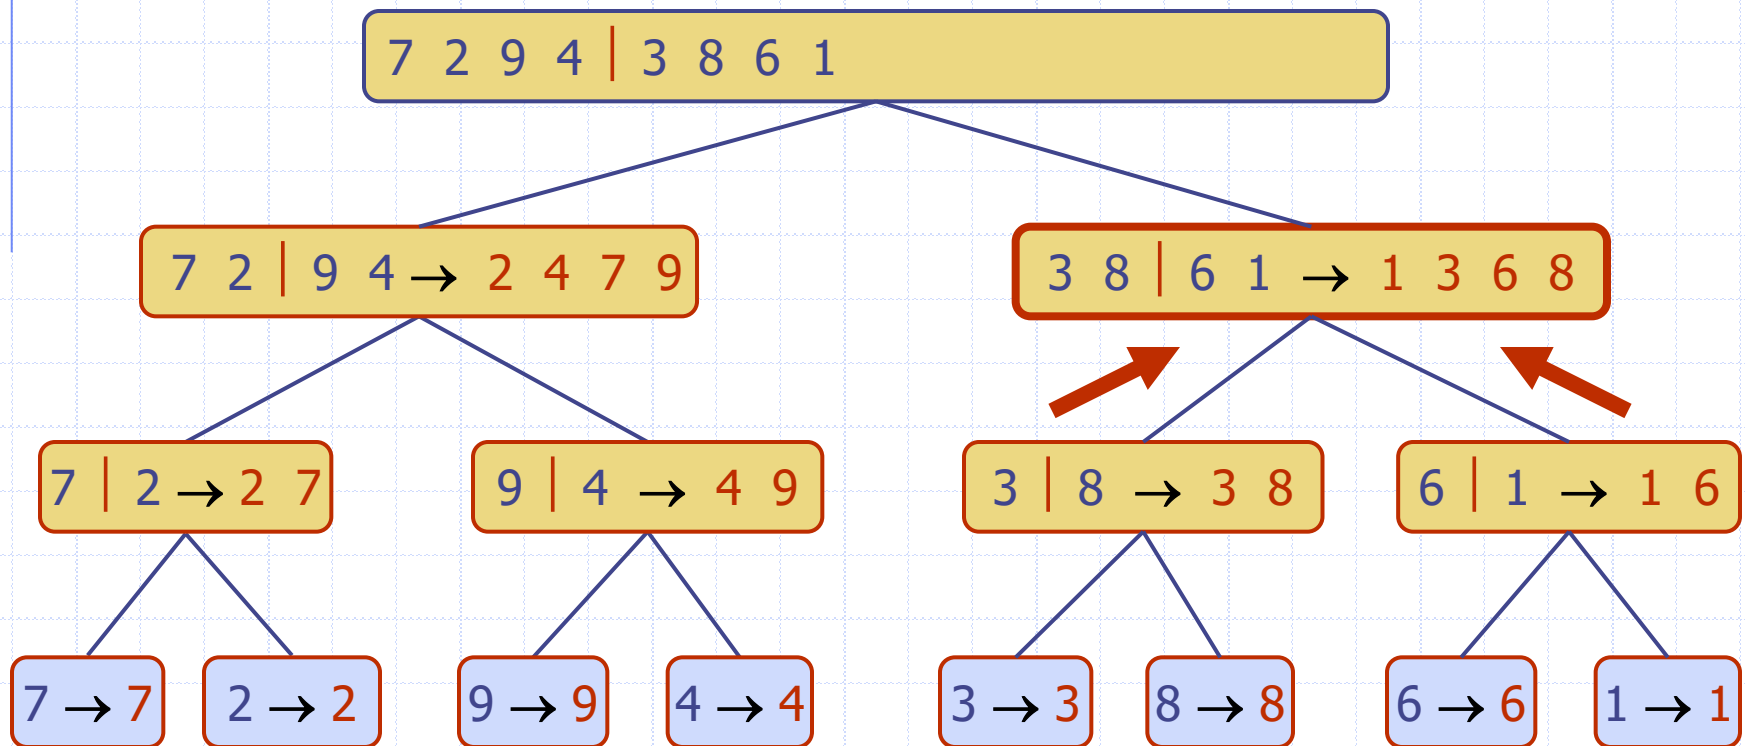 7 2 9 4 | 3 8 6 1
7 2 | 9 4 → 2 4 7 9
3 8 | 6 1 → 1 3 6 8
7 | 2 → 2 7
9 | 4 → 4 9
3 | 8 → 3 8
6 | 1 → 1 6
7 → 7
2 → 2
9 → 9
4 → 4
3 → 3
8 → 8
6 → 6
1 → 1